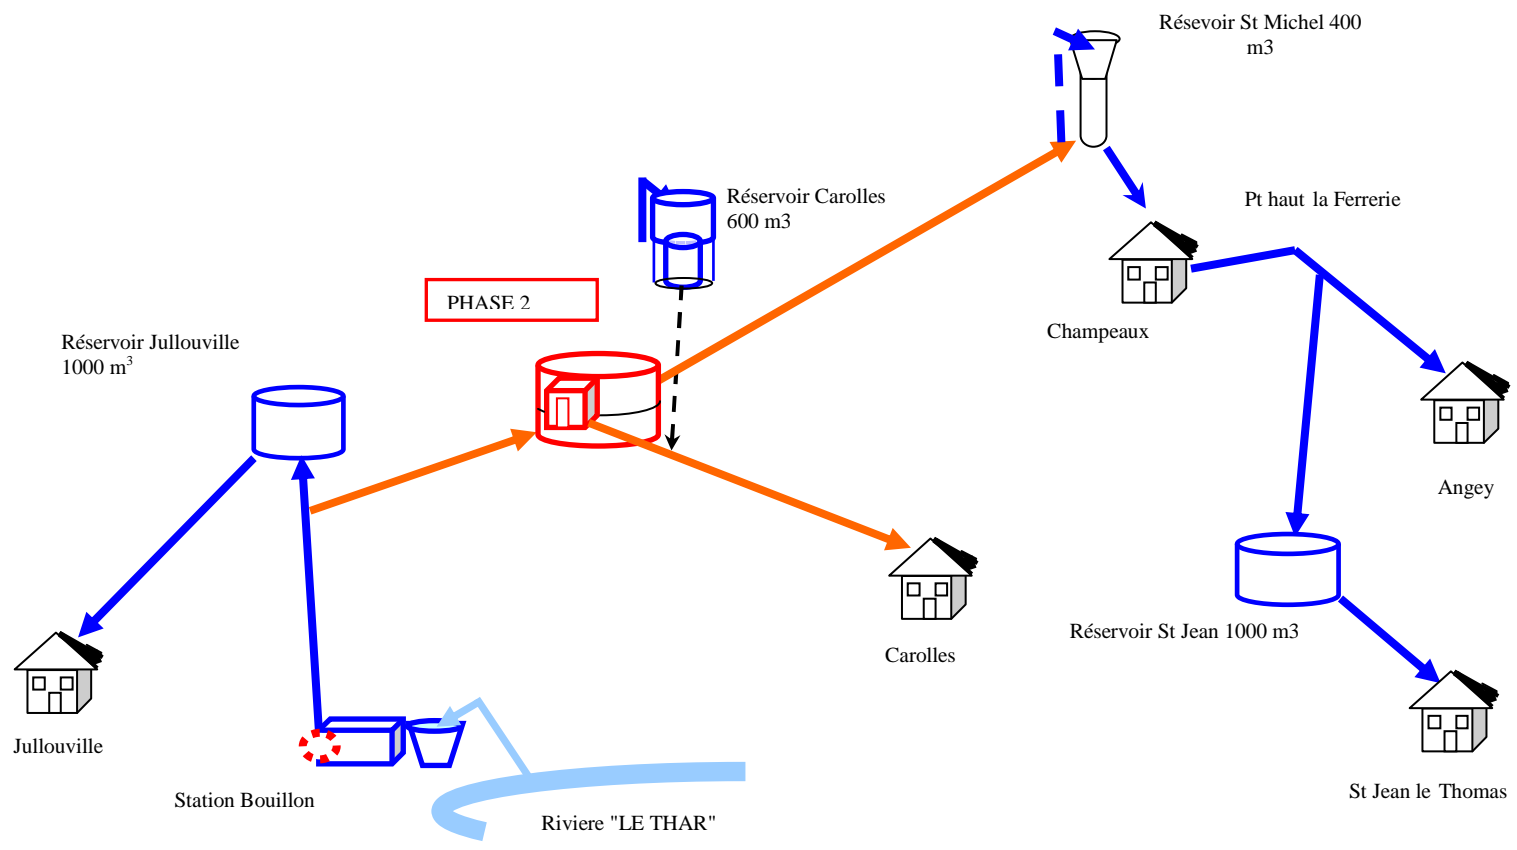 Résevoir St Michel 400
m3
Réservoir Carolles
600 m3
Pt haut la Ferrerie
PHASE 2
Réservoir Jullouville
1000 m³
Champeaux
Angey
Réservoir St Jean 1000 m3
Carolles
Jullouville
Station Bouillon
St Jean le Thomas
Riviere "LE THAR"